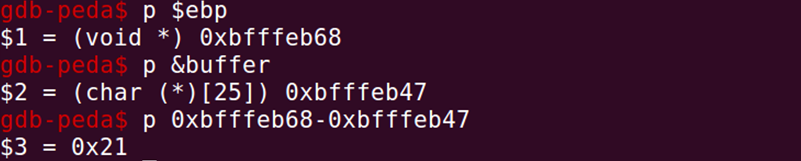 gdb-peda$ p $ebp
$1 = (void *) 0xbfffeb68
gdb-peda$ p &buffer
$2 = (char (*)[25]) 0xbfffeb47
gdb-peda$ p 0xbfffeb68-0xbfffeb47
$3 = 0x21